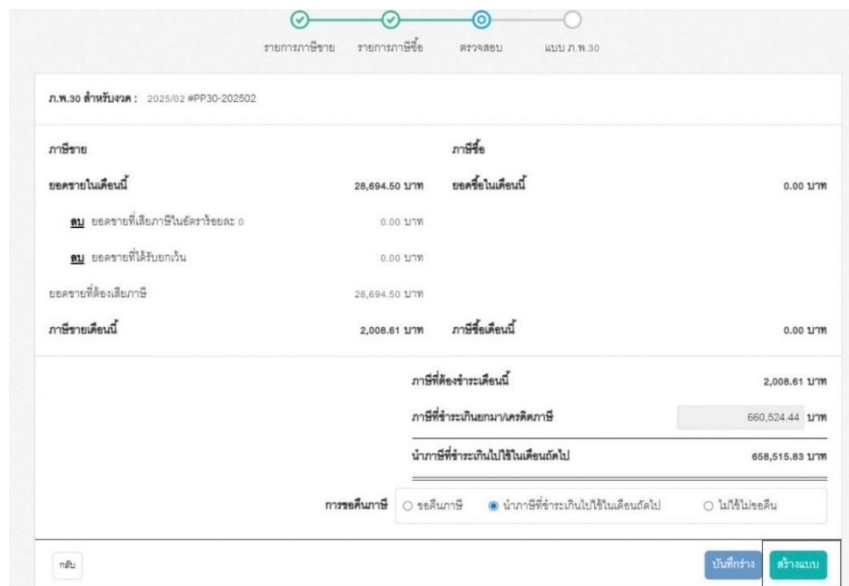 รายการภาษีขาย รายการภาษีซื้อ ตรวจสอบ แบบ ภ.พ.30
ภ.พ.30 สำหรับงวด : 2025/02 #PP30-202502
ภาษีขาย ภาษีซื้อ
ยอดขายในเดือนนี้ 28,694.50 บาท ยอดซื้อในเดือนนี้ 0.00 บาท
ลบ ยอดขายที่เสียภาษีในอัตราร้อยละ 0 0.00 บาท
ลบ ยอดขายที่ได้รับยกเว้น 0.00 บาท
ยอดขายที่ต้องเสียภาษี 28,694.50 บาท
ภาษีขายเดือนนี้ 2,008.61 บาท ภาษีซื้อเดือนนี้ 0.00 บาท
ภาษีที่ต้องชำระเดือนนี้ 2,008.61 บาท
ภาษีที่ชำระเกินยกมา/เครดิตภาษี 660,524.44 บาท
นำภาษีที่ชำระเกินไปใช้ในเดือนถัดไป 658,515.83 บาท
การขอคืนภาษี ขอคืนภาษี นำภาษีที่ชำระเกินไปใช้ในเดือนถัดไป ไม่ใช้ไม่ขอคืน
กลับ บันทึกร่าง สร้างแบบ